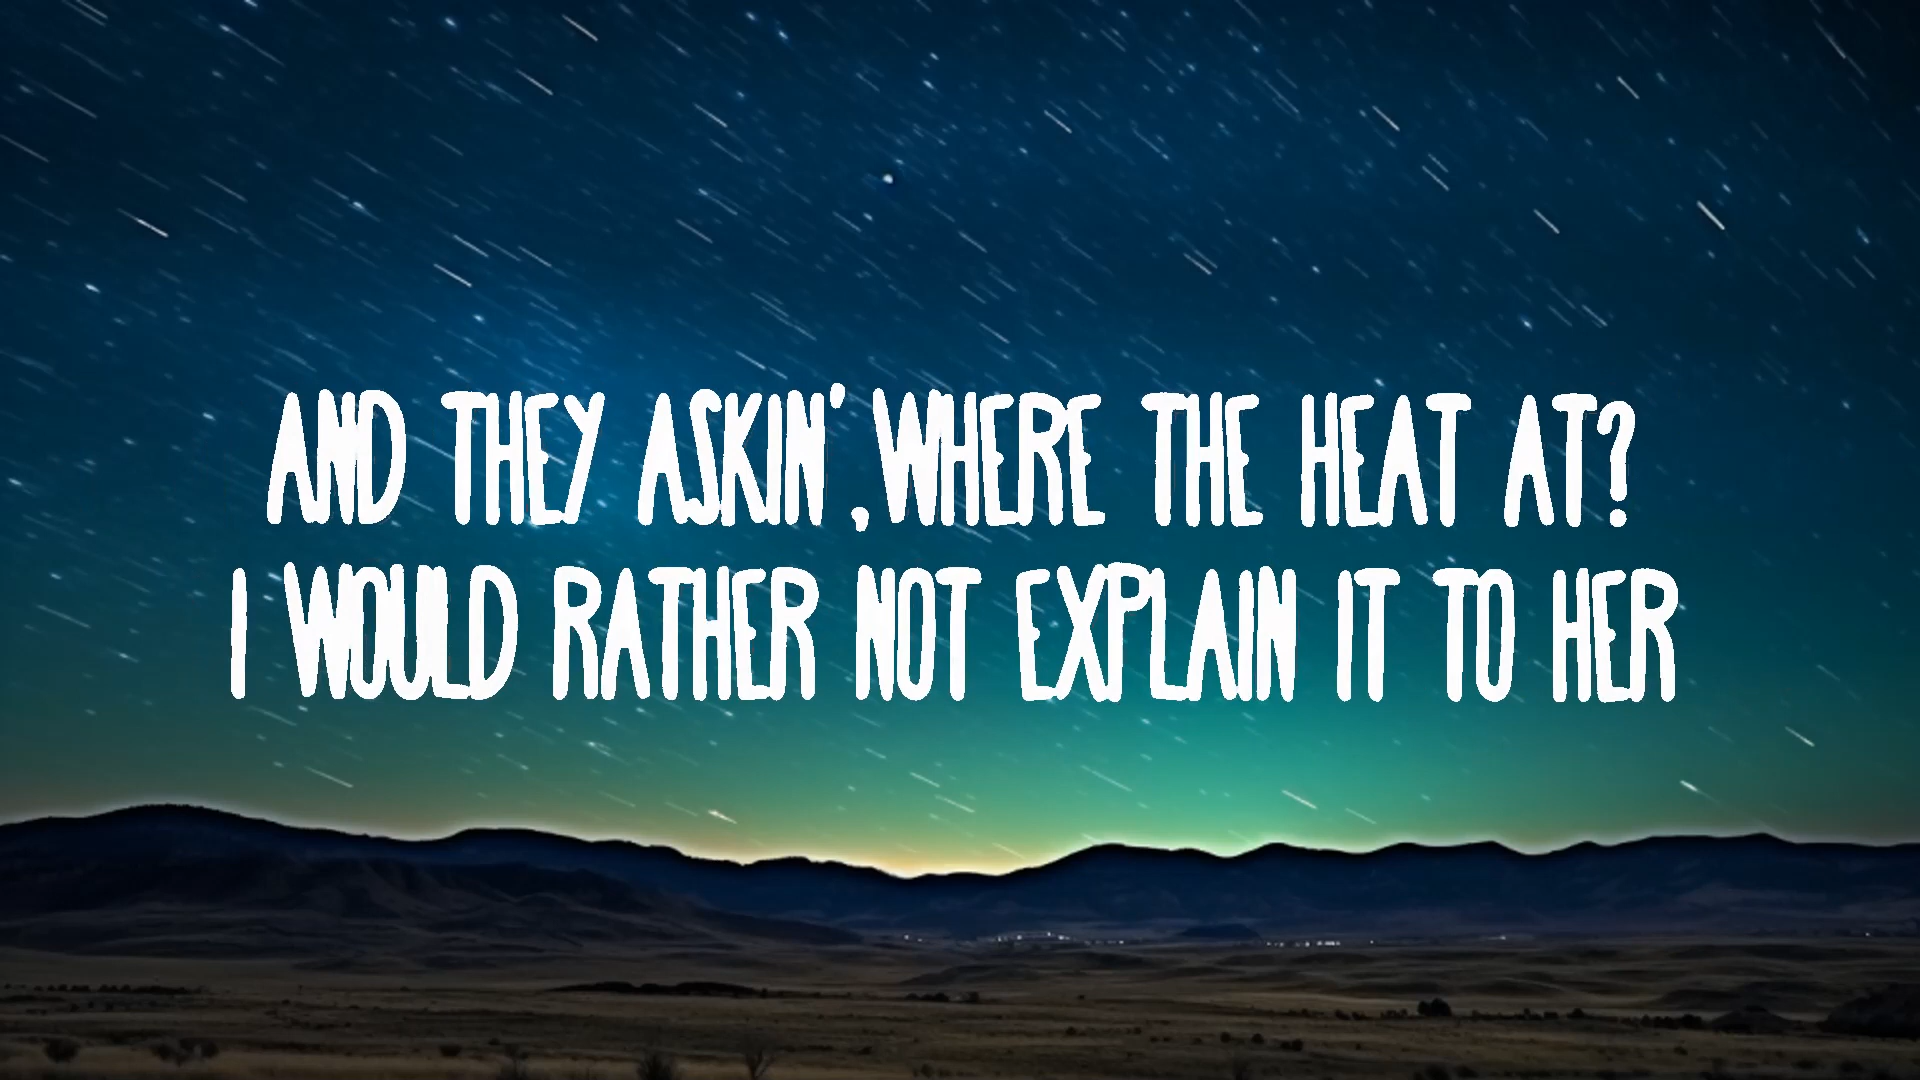 AND THEY ASKIN', WHERE THE HEAT AT?
I WOULD RATHER NOT EXPLAIN IT TO HER